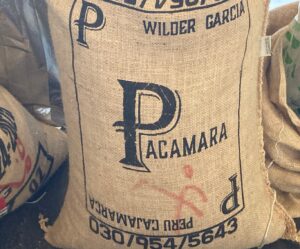 P
WILDER GARCIA
PACAMARA
P
PERU CAJAMARCA
030/954/5643